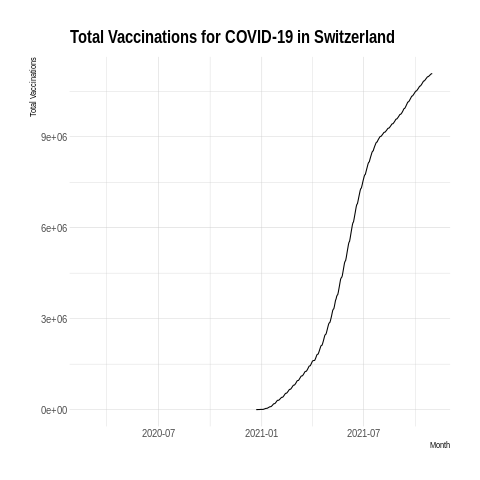 Total Vaccinations for COVID-19 in Switzerland
Total Vaccinations
9e+06
6e+06
3e+06
0e+00
2020-07 2021-01 2021-07
Month